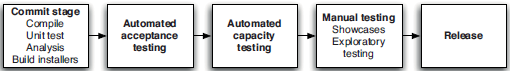 Commit stage
Compile
Unit test
Analysis
Build installers
Automated
acceptance
testing
Automated
capacity
testing
Manual testing
Showcases
Exploratory
testing
Release